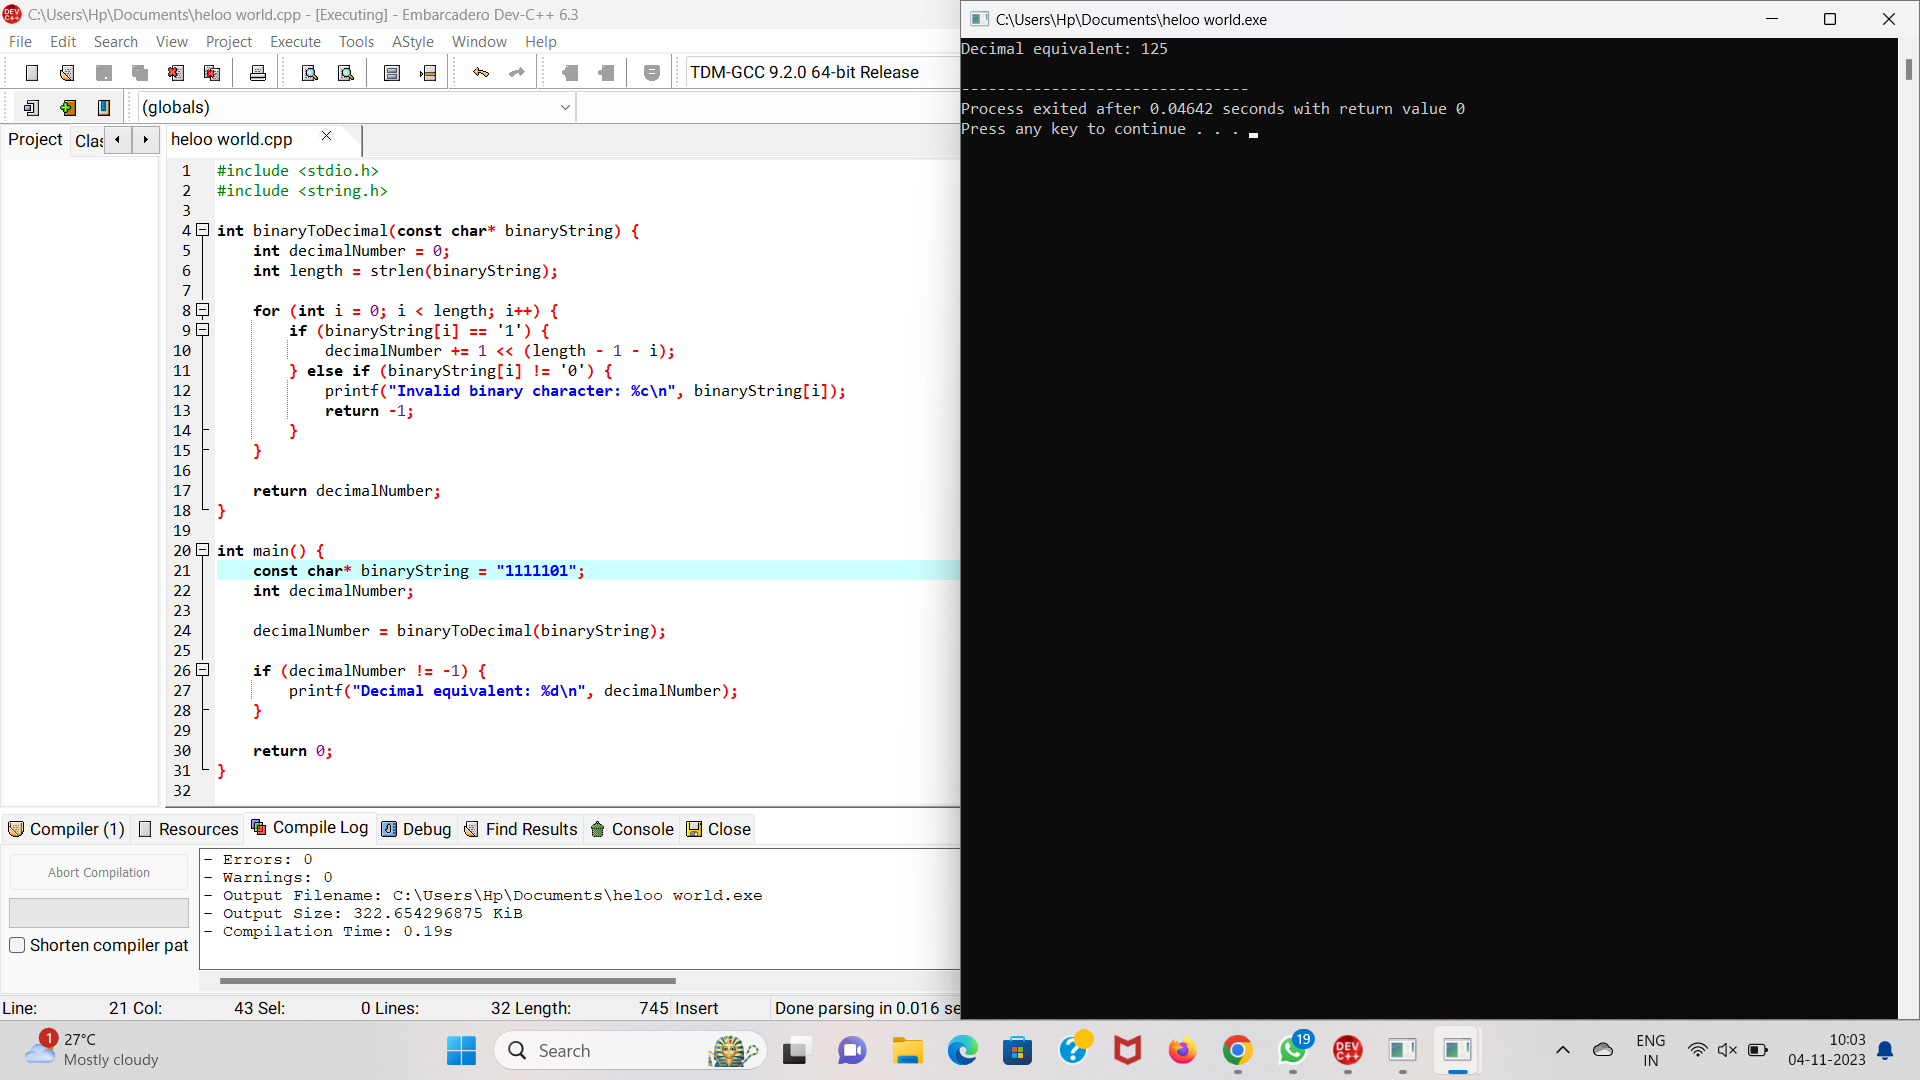 C:\Users\Hp\Documents\heloo world.cpp - [Executing] - Embarcadero Dev-C++ 6.3
File Edit Search View Project Execute Tools AStyle Window Help
TDM-GCC 9.2.0 64-bit Release
(globals)
Project Clas
heloo world.cpp
1 #include <stdio.h>
2 #include <string.h>
3
4 int binaryToDecimal(const char* binaryString) {
5 int decimalNumber = 0;
6 int length = strlen(binaryString);
7
8 for (int i = 0; i < length; i++) {
9 if (binaryString[i] == '1') {
10 decimalNumber += 1 << (length - 1 - i);
11 } else if (binaryString[i] != '0') {
12 printf("Invalid binary character: %c\n", binaryString[i]);
13 return -1;
14 }
15 }
16
17 return decimalNumber;
18 }
19
20 int main() {
21 const char* binaryString = "1111101";
22 int decimalNumber;
23
24 decimalNumber = binaryToDecimal(binaryString);
25
26 if (decimalNumber != -1) {
27 printf("Decimal equivalent: %d\n", decimalNumber);
28 }
29
30 return 0;
31 }
32
Compiler (1) Resources Compile Log Debug Find Results Console Close
Abort Compilation
Shorten compiler pat
- Errors: 0
- Warnings: 0
- Output Filename: C:\Users\Hp\Documents\heloo world.exe
- Output Size: 322.654296875 KiB
- Compilation Time: 0.19s
Line: 21 Col: 43 Sel: 0 Lines: 32 Length: 745 Insert Done parsing in 0.016 se
C:\Users\Hp\Documents\heloo world.exe
Decimal equivalent: 125
--------------------------------
Process exited after 0.04642 seconds with return value 0
Press any key to continue . . .
1
27°C
Mostly cloudy
Search
19
DEV
C++
ENG
IN
10:03
04-11-2023